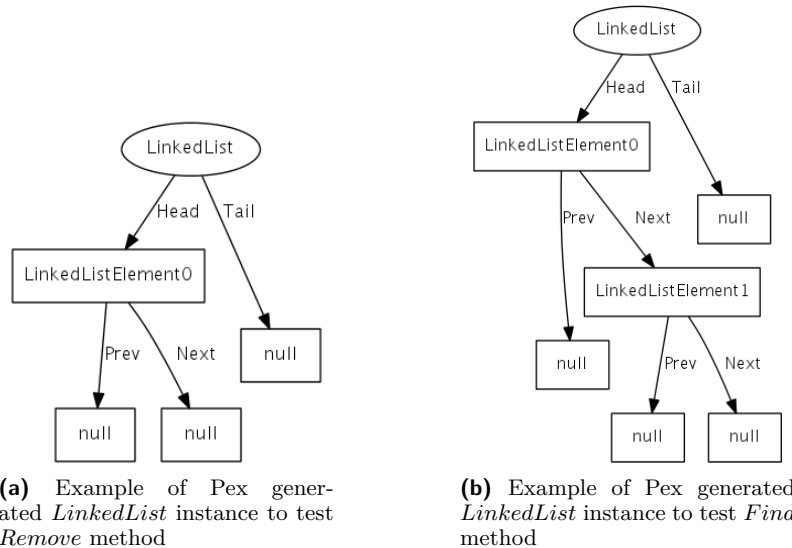 LinkedList
Head
Tail
LinkedListElement0
Prev
Next
null
null
null
(a) Example of Pex gener-
ated LinkedList instance to test
Remove method
LinkedList
Head
Tail
LinkedListElement0
null
Prev
Next
LinkedListElement1
null
Prev
Next
null
null
(b) Example of Pex generated
LinkedList instance to test Find
method